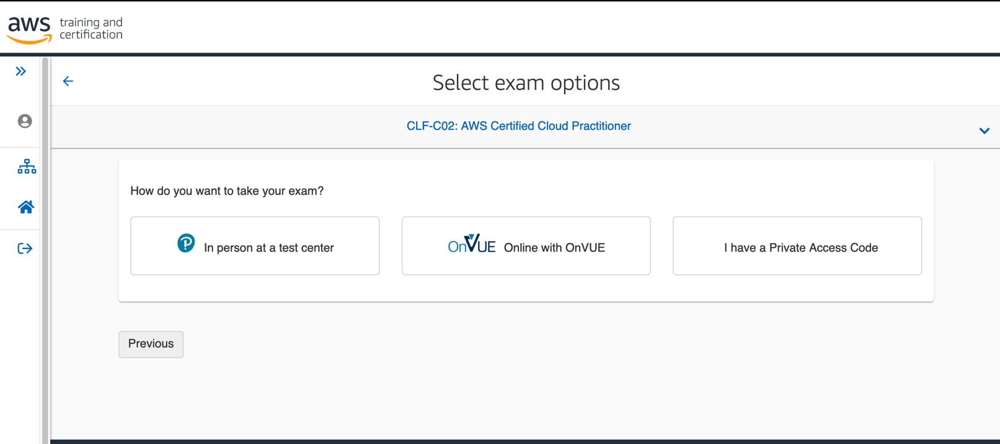 aws training and
certification
Select exam options
CLF-C02: AWS Certified Cloud Practitioner
How do you want to take your exam?
In person at a test center
OnVUE Online with OnVUE
I have a Private Access Code
Previous